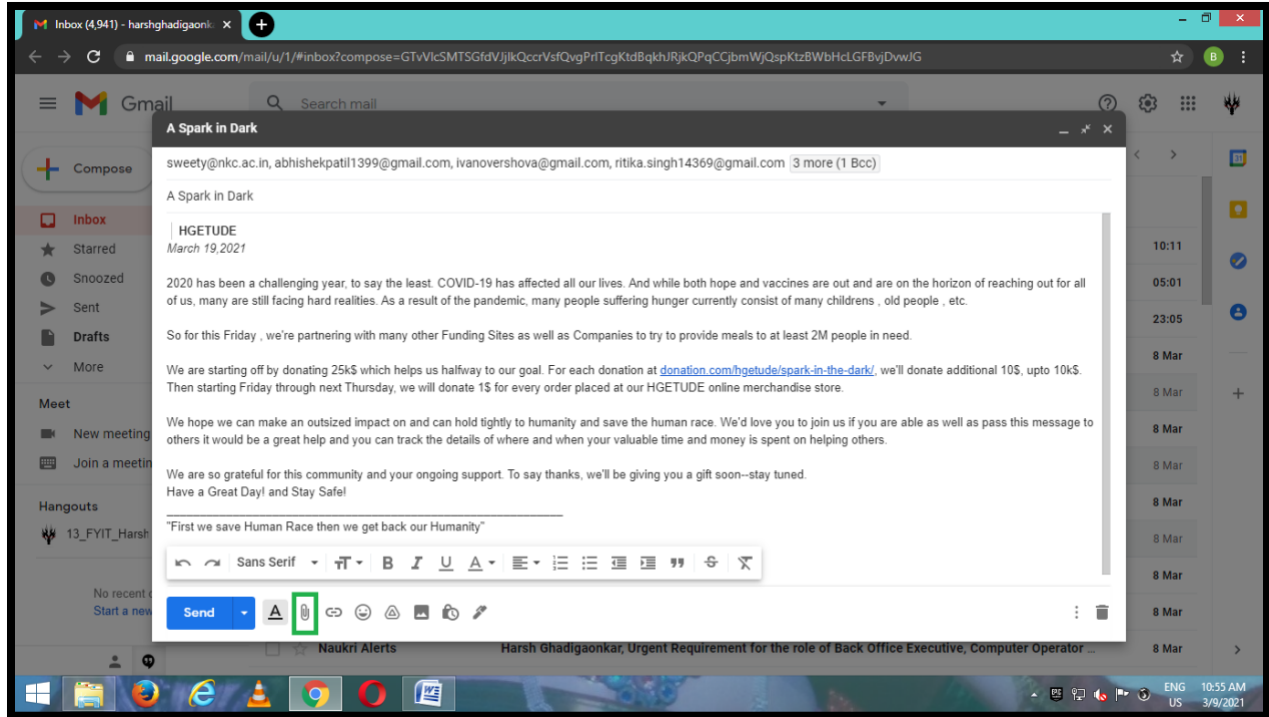 Inbox (4,941) - harshghadigaonk
mail.google.com/mail/u/1/#inbox?compose=GTvVlcSMTSGfdVJjlkQccrVsfQvgPrlTcgKtdBqkhJRjkQPqCCjbmWjQspKtzBWbHcLGFBvjDvwJG
B
Gmail
Search mail
A Spark in Dark
sweety@nkc.ac.in, abhishekpatil1399@gmail.com, ivanovershova@gmail.com, ritika.singh14369@gmail.com 3 more (1 Bcc)
A Spark in Dark
Compose
31
Inbox
Starred
Snoozed
Sent
Drafts
More
Meet
New meeting
Join a meetin
Hangouts
13_FYIT_Harsh
No recent c
Start a new
HGETUDE
March 19,2021
2020 has been a challenging year, to say the least. COVID-19 has affected all our lives. And while both hope and vaccines are out and are on the horizon of reaching out for all
of us, many are still facing hard realities. As a result of the pandemic, many people suffering hunger currently consist of many childrens , old people , etc.
So for this Friday , we're partnering with many other Funding Sites as well as Companies to try to provide meals to at least 2M people in need.
We are starting off by donating 25k$ which helps us halfway to our goal. For each donation at donation.com/hgetude/spark-in-the-dark/, we'll donate additional 10$, upto 10k$.
Then starting Friday through next Thursday, we will donate 1$ for every order placed at our HGETUDE online merchandise store.
We hope we can make an outsized impact on and can hold tightly to humanity and save the human race. We'd love you to join us if you are able as well as pass this message to
others it would be a great help and you can track the details of where and when your valuable time and money is spent on helping others.
We are so grateful for this community and your ongoing support. To say thanks, we'll be giving you a gift soon--stay tuned.
Have a Great Day! and Stay Safe!
"First we save Human Race then we get back our Humanity"
Sans Serif
Send
10:11
05:01
23:05
8 Mar
8 Mar
8 Mar
8 Mar
8 Mar
8 Mar
8 Mar
8 Mar
Naukri Alerts Harsh Ghadigaonkar, Urgent Requirement for the role of Back Office Executive, Computer Operator ... 8 Mar
ENG 10:55 AM
US 3/9/2021